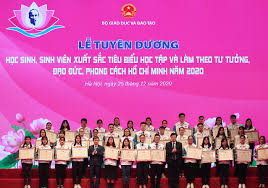 BỘ GIÁO DỤC VÀ ĐÀO TẠO
LỄ TUYÊN DƯƠNG
HỌC SINH, SINH VIÊN XUẤT SẮC TIÊU BIỂU HỌC TẬP VÀ LÀM THEO TƯ TƯỞNG,
ĐẠO ĐỨC, PHONG CÁCH HỒ CHÍ MINH NĂM 2020
Hà Nội, ngày 25 tháng 12 năm 2020